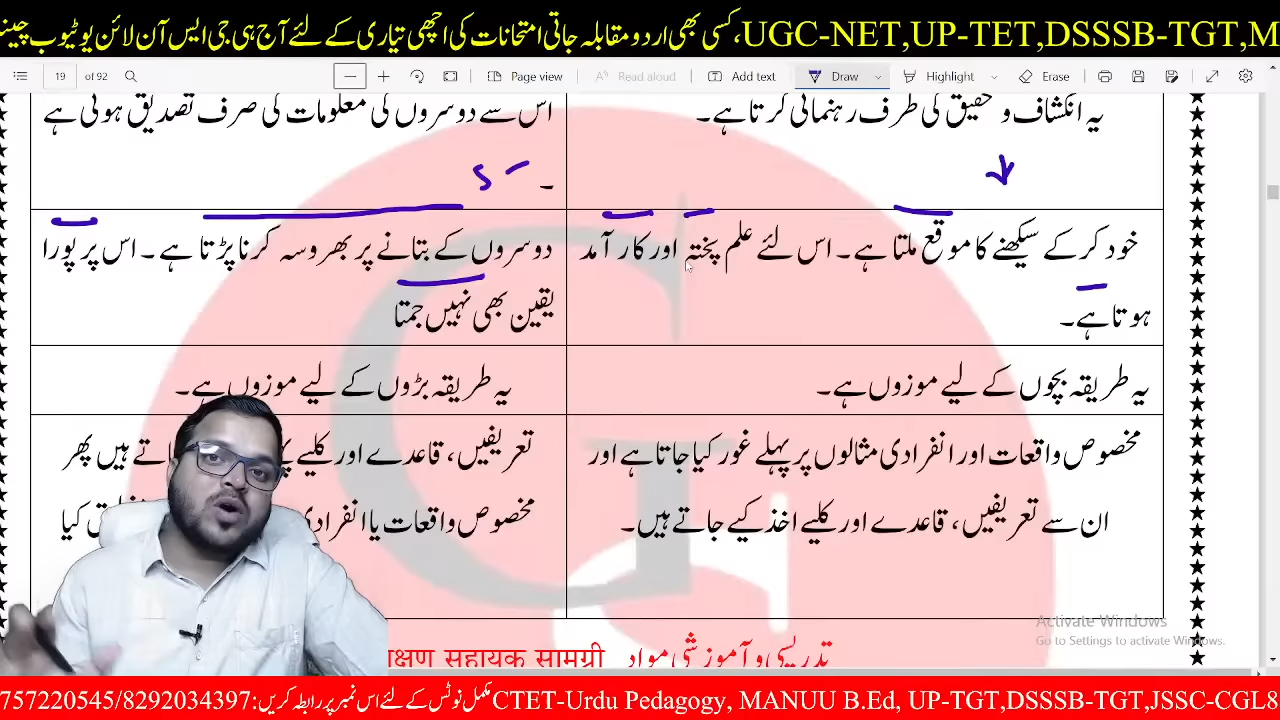 UGC-NET,UP-TET,DSSSB-TGT,M، کسی بھی اردو مقابلہ جاتی امتحانات کی اچھی تیاری کے لئے آج ہی جی ایس آن لائن یوٹیوب چینل
19 of 92 Page view Read aloud Add text Draw Highlight Erase
یہ انکشاف و تحقیق کی طرف رہنمائی کرتا ہے۔
اس سے دوسروں کی معلومات کی صرف تصدیق ہوتی ہے
۔
خود کر کے سیکھنے کا موقع ملتا ہے۔ اس لئے علم پختہ اور کار آمد
ہوتا ہے۔
دوسروں کے بتانے پر بھروسہ کرنا پڑتا ہے۔ اس پر پورا
یقین بھی نہیں جمتا
یہ طریقہ بچوں کے لیے موزوں ہے۔
یہ طریقہ بڑوں کے لیے موزوں ہے۔
مخصوص واقعات اور انفرادی مثالوں پر پہلے غور کیا جاتا ہے اور
ان سے تعریفیں، قاعدے اور کلیے اخذ کیے جاتے ہیں۔
تعریفیں، قاعدے اور کلیے ہیں پھر
مخصوص واقعات یا انفرادی کیا
Activate Windows
Go to Settings to activate Windows.
تدریسی و آموزشی مواد सहायक सामग्री
CTET-Urdu Pedagogy, MANUU B.Ed, UP-TGT,DSSSB-TGT,JSSC-CGL8 مکمل نوٹس کے لئے اس نمبر پر رابطہ کریں:757220545/8292034397